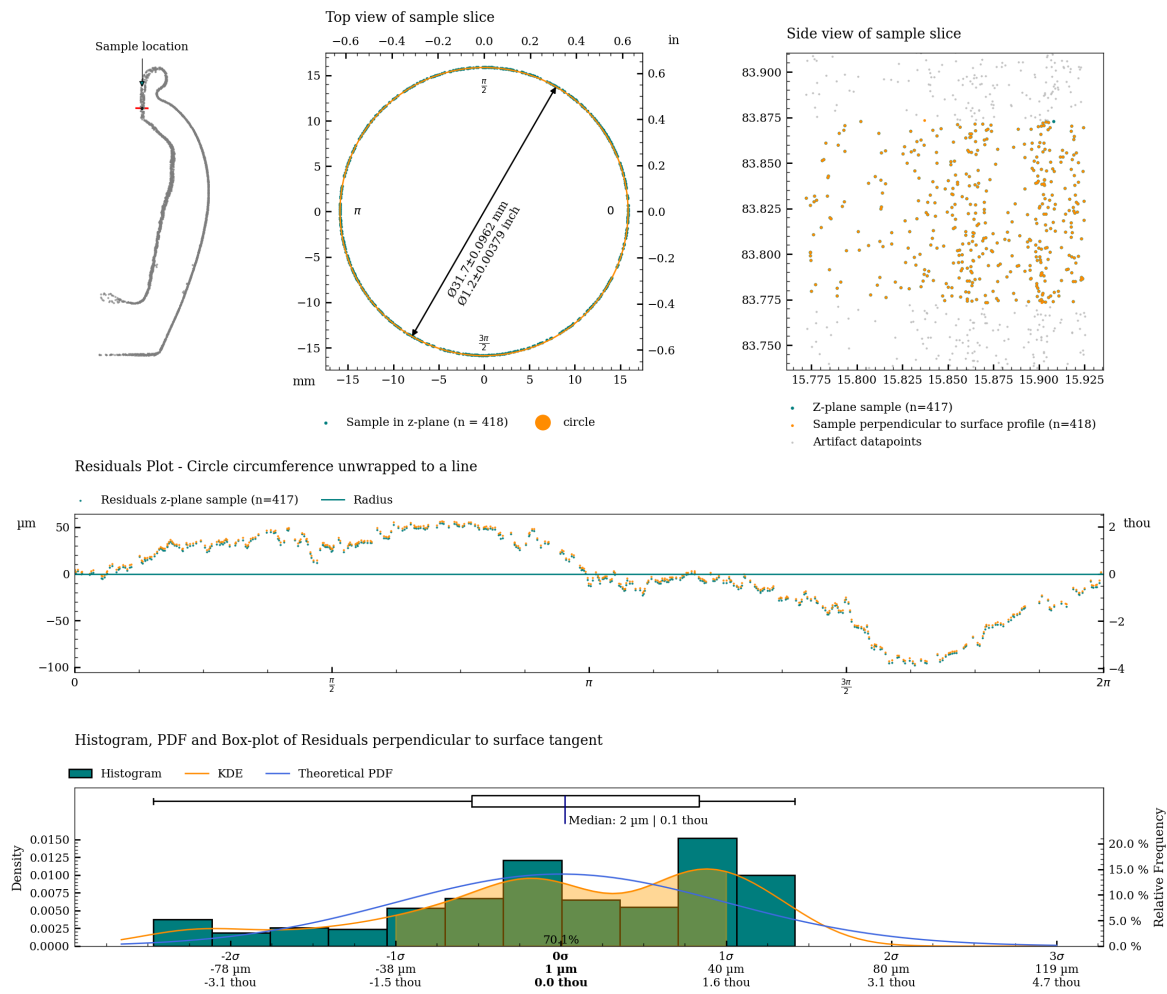 Sample location
Top view of sample slice
−0.6 −0.4 −0.2 0.0 0.2 0.4 0.6 in
15 10 5 0 −5 −10 −15
π/2
π
0
3π/2
Ø31.7±0.0962 mm
Ø1.2±0.00379 inch
0.6 0.4 0.2 0.0 −0.2 −0.4 −0.6
mm −15 −10 −5 0 5 10 15
Sample in z-plane (n = 418) circle
Side view of sample slice
83.910
83.875
83.850
83.825
83.800
83.775
83.750
15.775 15.800 15.825 15.850 15.875 15.900 15.925
Z-plane sample (n=417)
Sample perpendicular to surface profile (n=418)
Artifact datapoints
Residuals Plot - Circle circumference unwrapped to a line
Residuals z-plane sample (n=417) Radius
µm
50
0
−50
−100
2 thou
0
−2
−4
0 π/2 π 3π/2 2π
Histogram, PDF and Box-plot of Residuals perpendicular to surface tangent
Histogram KDE Theoretical PDF
Median: 2 µm | 0.1 thou
Density
0.0150
0.0125
0.0100
0.0075
0.0050
0.0025
0.0000
70.1%
20.0 %
15.0 %
10.0 %
5.0 %
0.0 %
Relative Frequency
-2σ -1σ 0σ 1σ 2σ 3σ
-78 µm -38 µm 1 µm 40 µm 80 µm 119 µm
-3.1 thou -1.5 thou 0.0 thou 1.6 thou 3.1 thou 4.7 thou